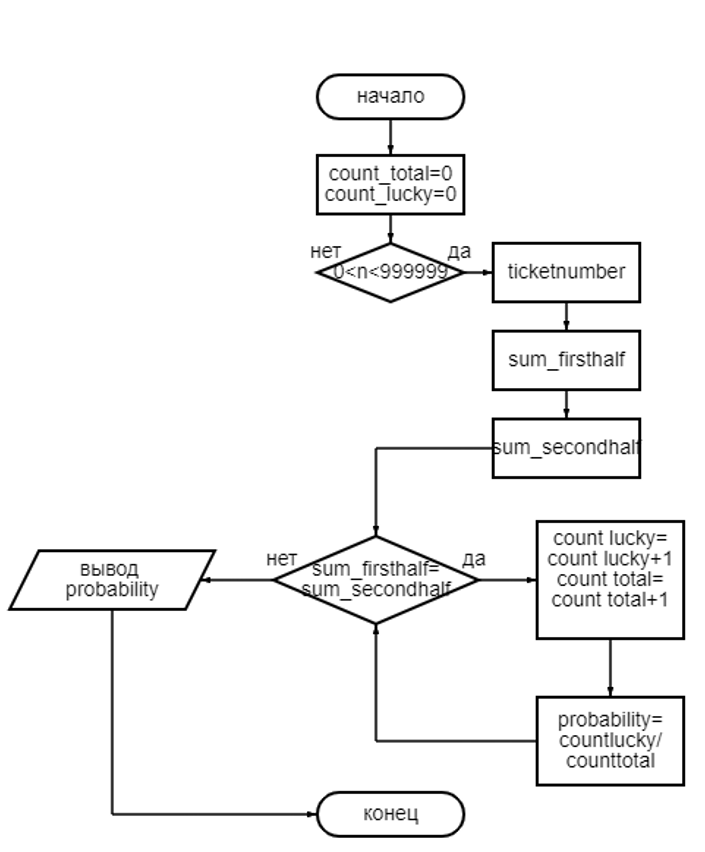 начало
count_total=0
count_lucky=0
нет
да
0<n<999999
ticketnumber
sum_firsthalf
sum_secondhalf
нет
да
sum_firsthalf=
sum_secondhalf
вывод
probability
count lucky=
count lucky+1
count total=
count total+1
probability=
countlucky/
counttotal
конец